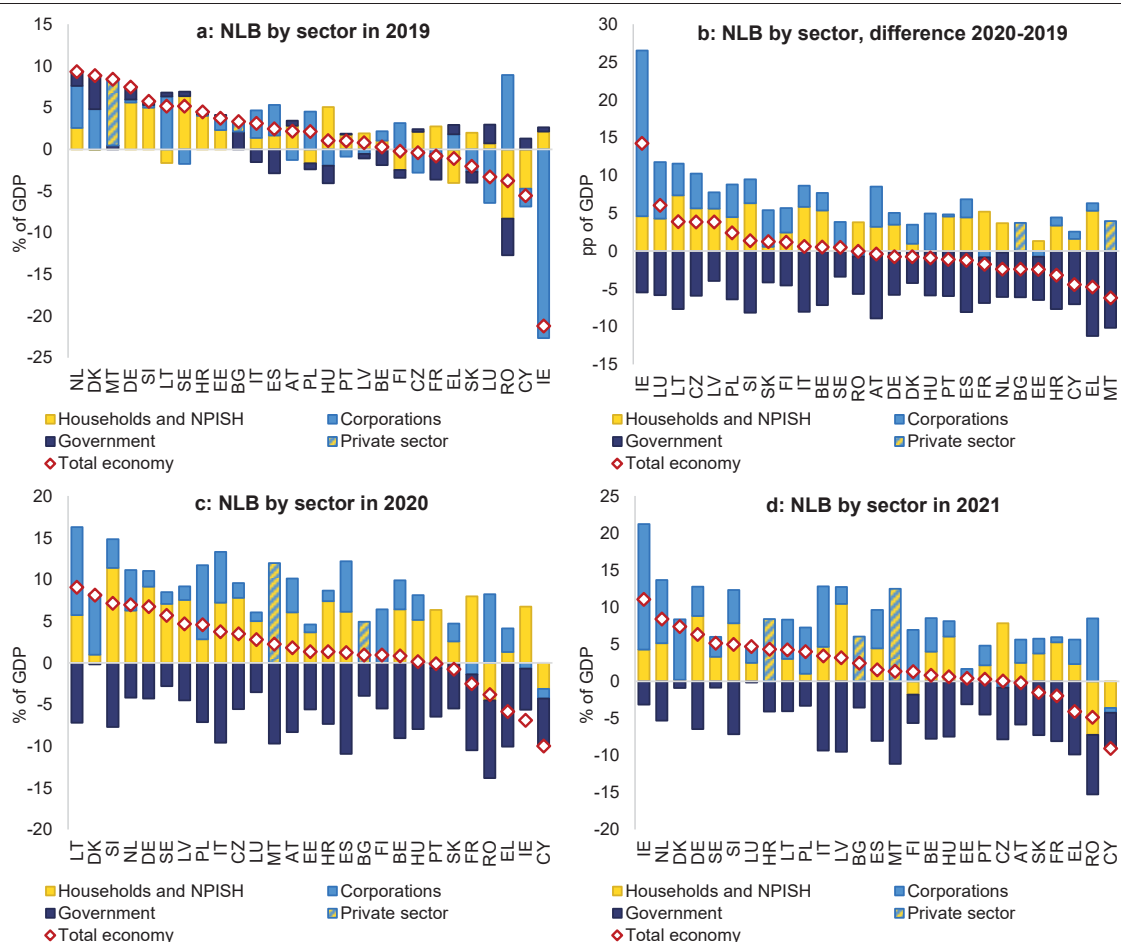 a: NLB by sector in 2019
% of GDP
15
10
5
0
-5
-10
-15
-20
-25
NL DK MT DE SI LT SE HR EE BG IT ES AT PL HU PT LV BE FI CZ FR EL SK LU RO CY IE
Households and NPISH
Corporations
Government
Private sector
Total economy
b: NLB by sector, difference 2020-2019
pp of GDP
30
25
20
15
10
5
0
-5
-10
-15
IE LU LT CZ LV PL SI SK FI IT BE SE RO AT DE DK HU PT ES FR NL BG EE HR CY EL MT
Households and NPISH
Corporations
Government
Private sector
Total economy
c: NLB by sector in 2020
% of GDP
20
15
10
5
0
-5
-10
-15
-20
LT DK SI NL DE SE LV PL IT CZ LU MT AT EE HR ES BG FI BE HU PT SK FR RO EL IE CY
Households and NPISH
Corporations
Government
Private sector
Total economy
d: NLB by sector in 2021
% of GDP
25
20
15
10
5
0
-5
-10
-15
-20
IE NL DK DE SE SI LU HR LT PL IT LV BG ES MT FI BE HU EE PT CZ AT SK FR EL RO CY
Households and NPISH
Corporations
Government
Private sector
Total economy